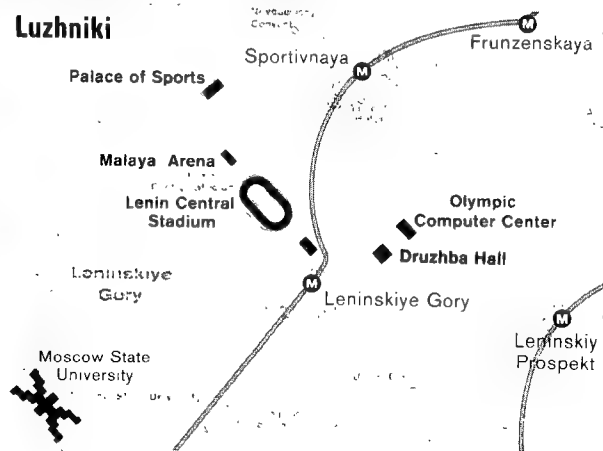 Luzhniki
Frunzenskaya
Sportivnaya
Palace of Sports
Malaya Arena
Lenin Central
Stadium
Olympic
Computer Center
Druzhba Hall
Leninskiye
Gory
Leninskiye Gory
Leninskiy
Prospekt
Moscow State
University
M
M
M
M